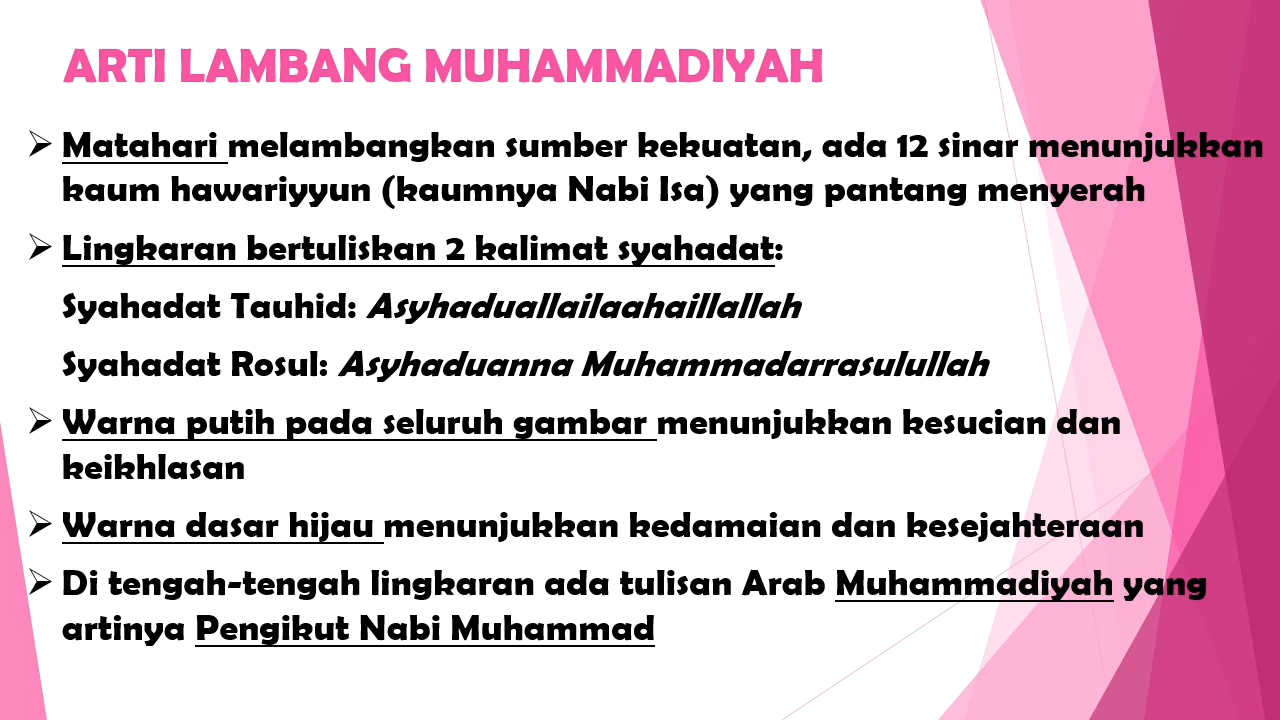 ARTI LAMBANG MUHAMMADIYAH
➢ Matahari melambangkan sumber kekuatan, ada 12 sinar menunjukkan
kaum hawariyyun (kaumnya Nabi Isa) yang pantang menyerah
➢ Lingkaran bertuliskan 2 kalimat syahadat:
Syahadat Tauhid: Asyhaduallailaahaillallah
Syahadat Rosul: Asyhaduanna Muhammadarrasulullah
➢ Warna putih pada seluruh gambar menunjukkan kesucian dan
keikhlasan
➢ Warna dasar hijau menunjukkan kedamaian dan kesejahteraan
➢ Di tengah-tengah lingkaran ada tulisan Arab Muhammadiyah yang
artinya Pengikut Nabi Muhammad